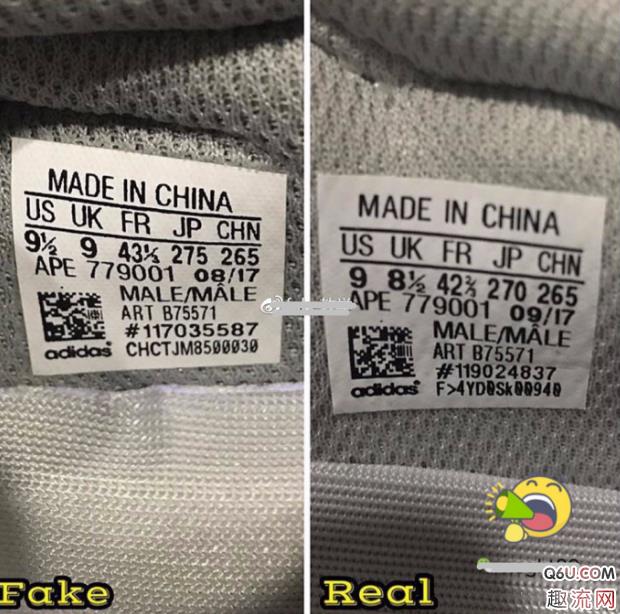 MADE IN CHINA
US UK FR JP CHN
9½ 9 43⅓ 275 265
APE 779001 08/17
MALE/MÂLE
ART B75571
#117035587
adidas CHCTJM8500030
MADE IN CHINA
US UK FR JP CHN
9 8½ 42⅔ 270 265
APE 779001 09/17
MALE/MÂLE
ART B75571
#119024837
adidas F>4YD0Sk00940
Fake
Real
Q6U.COM
趣流网